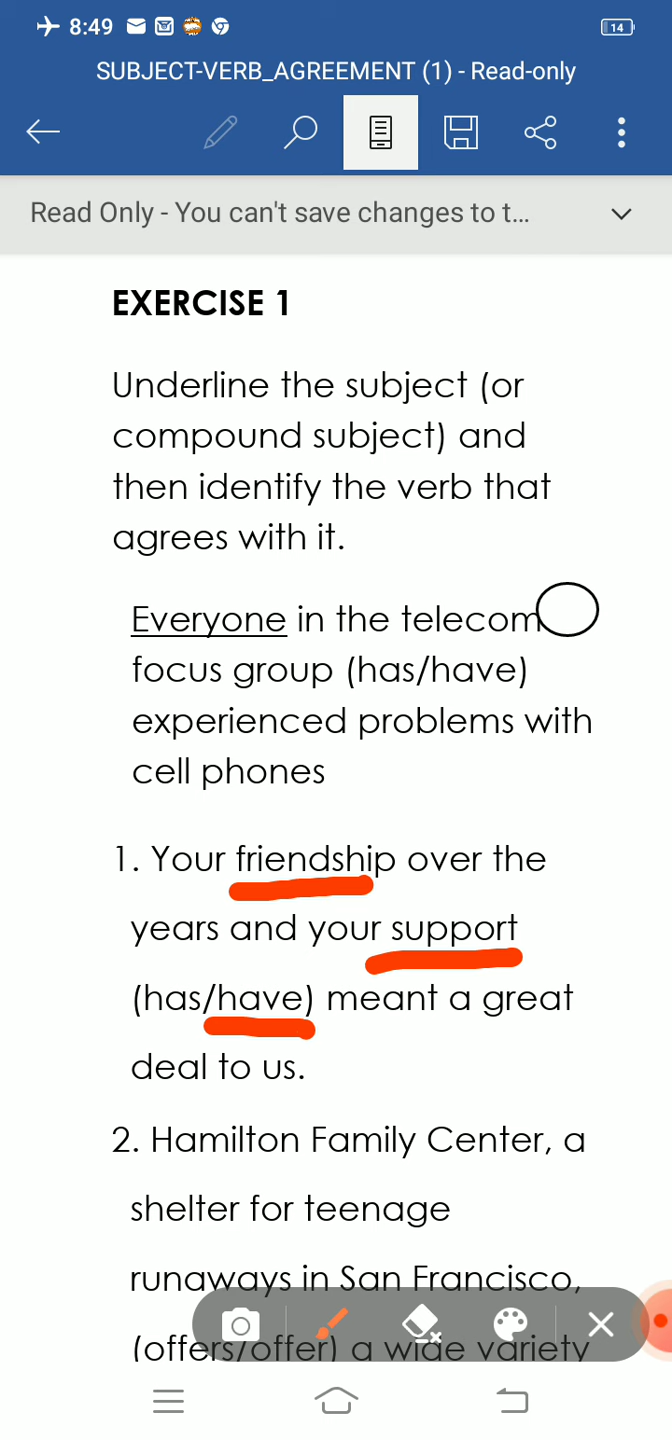 8:49
14
SUBJECT-VERB_AGREEMENT (1) - Read-only
Read Only - You can't save changes to t...
EXERCISE 1
Underline the subject (or
compound subject) and
then identify the verb that
agrees with it.
Everyone in the telecom
focus group (has/have)
experienced problems with
cell phones
1. Your friendship over the
years and your support
(has/have) meant a great
deal to us.
2. Hamilton Family Center, a
shelter for teenage
runaways in San Francisco,
(offers/offer) a wide variety